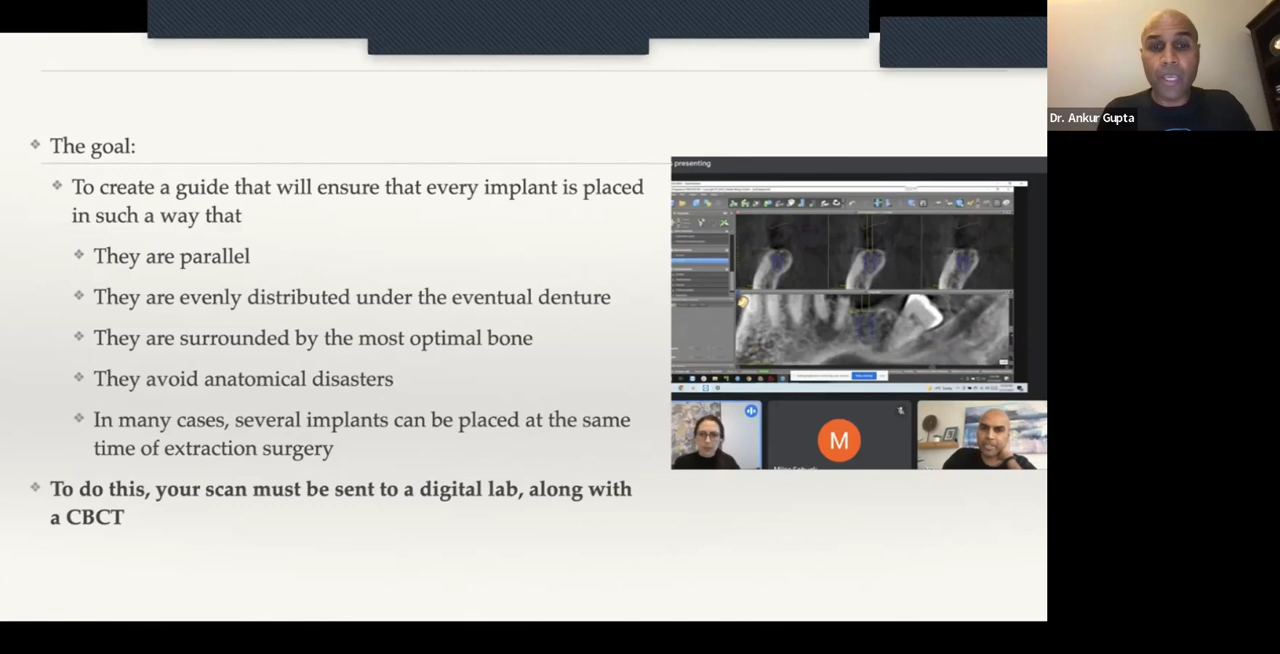 The goal:
To create a guide that will ensure that every implant is placed
in such a way that
They are parallel
They are evenly distributed under the eventual denture
They are surrounded by the most optimal bone
They avoid anatomical disasters
In many cases, several implants can be placed at the same
time of extraction surgery
To do this, your scan must be sent to a digital lab, along with
a CBCT
presenting
M
Dr. Ankur Gupta